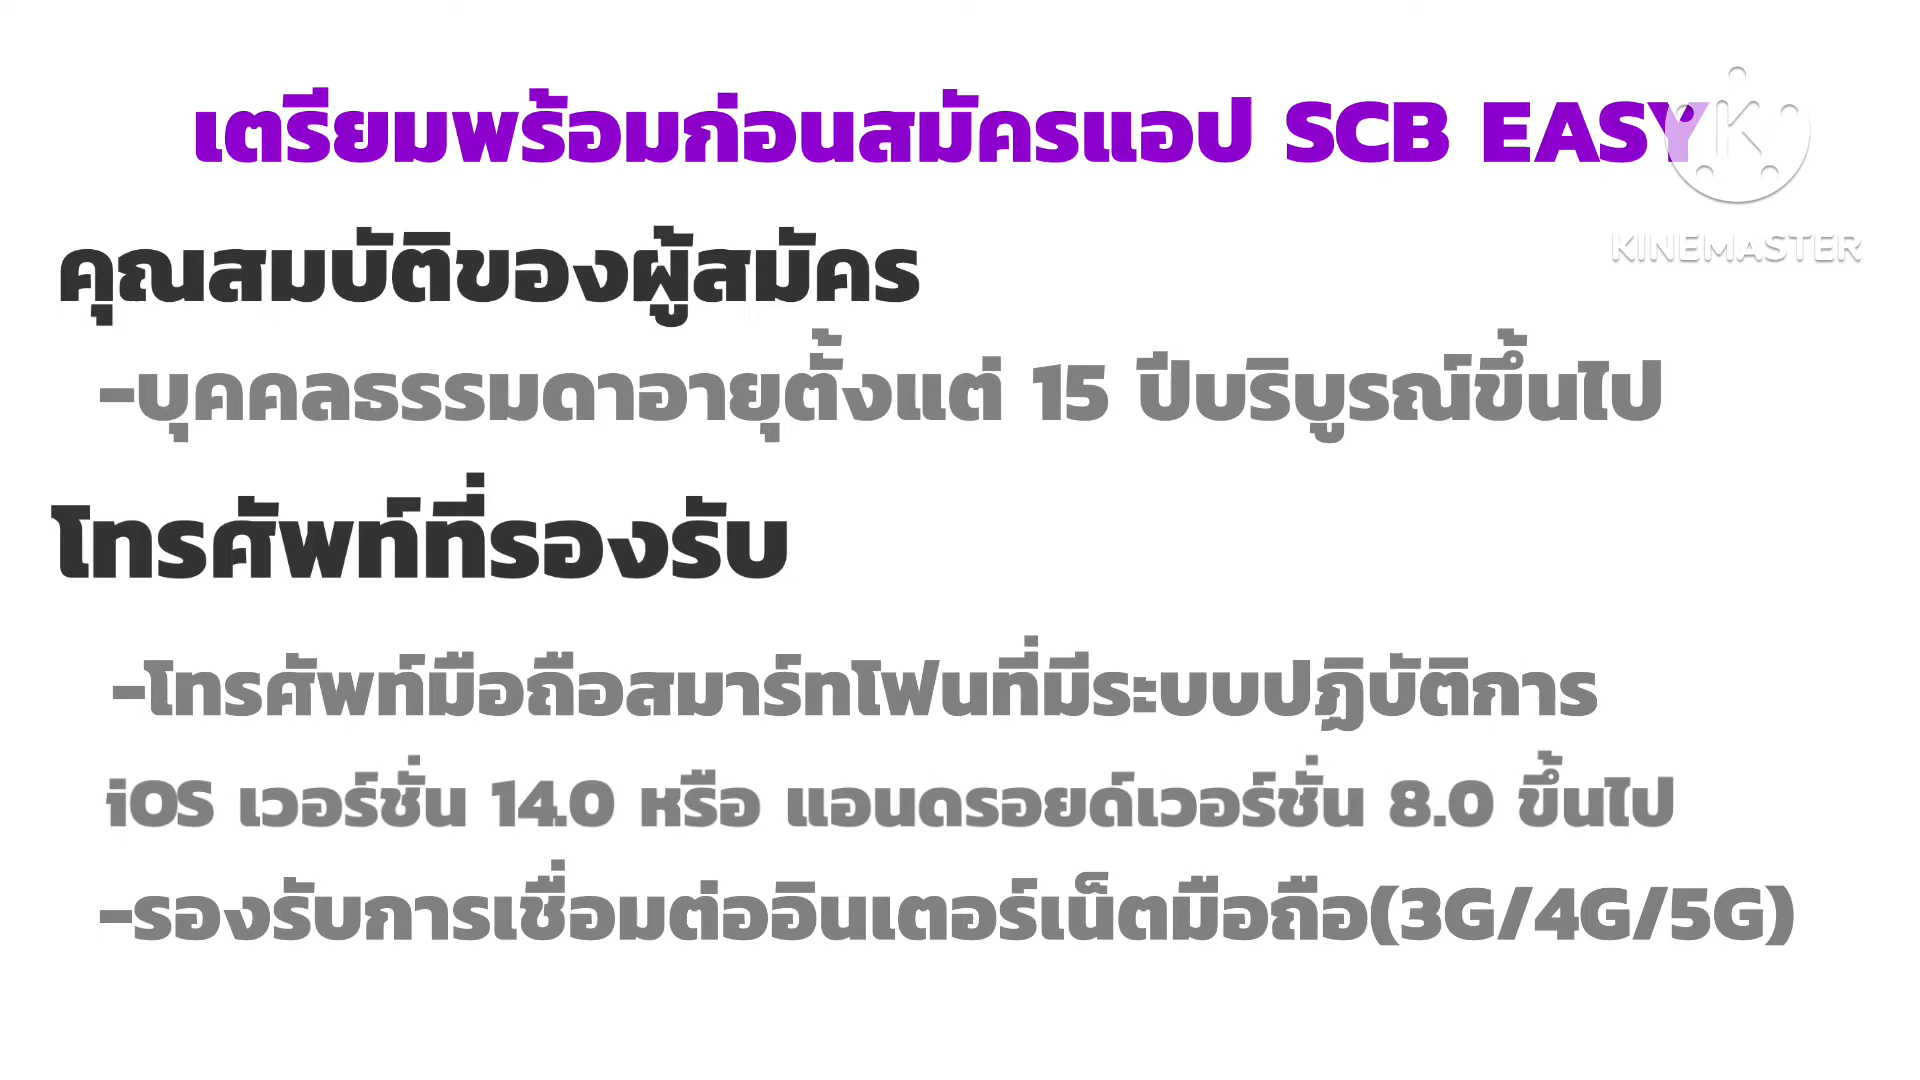 เตรียมพร้อมก่อนสมัครแอป SCB EASY
KINEMASTER
คุณสมบัติของผู้สมัคร
-บุคคลธรรมดาอายุตั้งแต่ 15 ปีบริบูรณ์ขึ้นไป
โทรศัพท์ที่รองรับ
-โทรศัพท์มือถือสมาร์ทโฟนที่มีระบบปฏิบัติการ
iOS เวอร์ชั่น 14.0 หรือ แอนดรอยด์เวอร์ชั่น 8.0 ขึ้นไป
-รองรับการเชื่อมต่ออินเตอร์เน็ตมือถือ(3G/4G/5G)